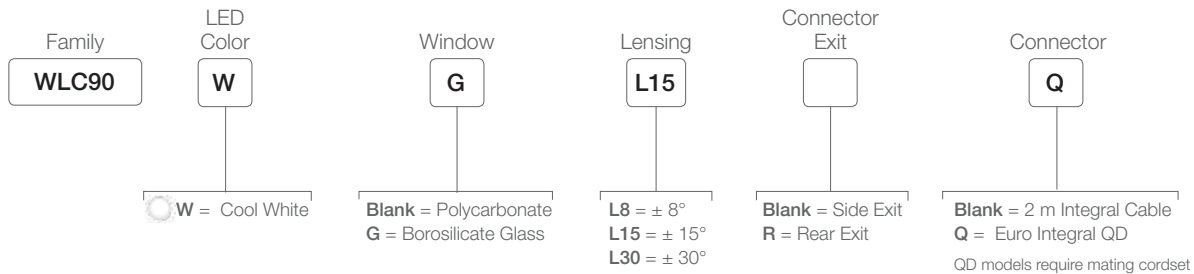 Family
LED
Color
Window
Lensing
Connector
Exit
Connector
WLC90
W
G
L15
Q
W = Cool White
Blank = Polycarbonate
G = Borosilicate Glass
L8 = ± 8°
L15 = ± 15°
L30 = ± 30°
Blank = Side Exit
R = Rear Exit
Blank = 2 m Integral Cable
Q = Euro Integral QD
QD models require mating cordset